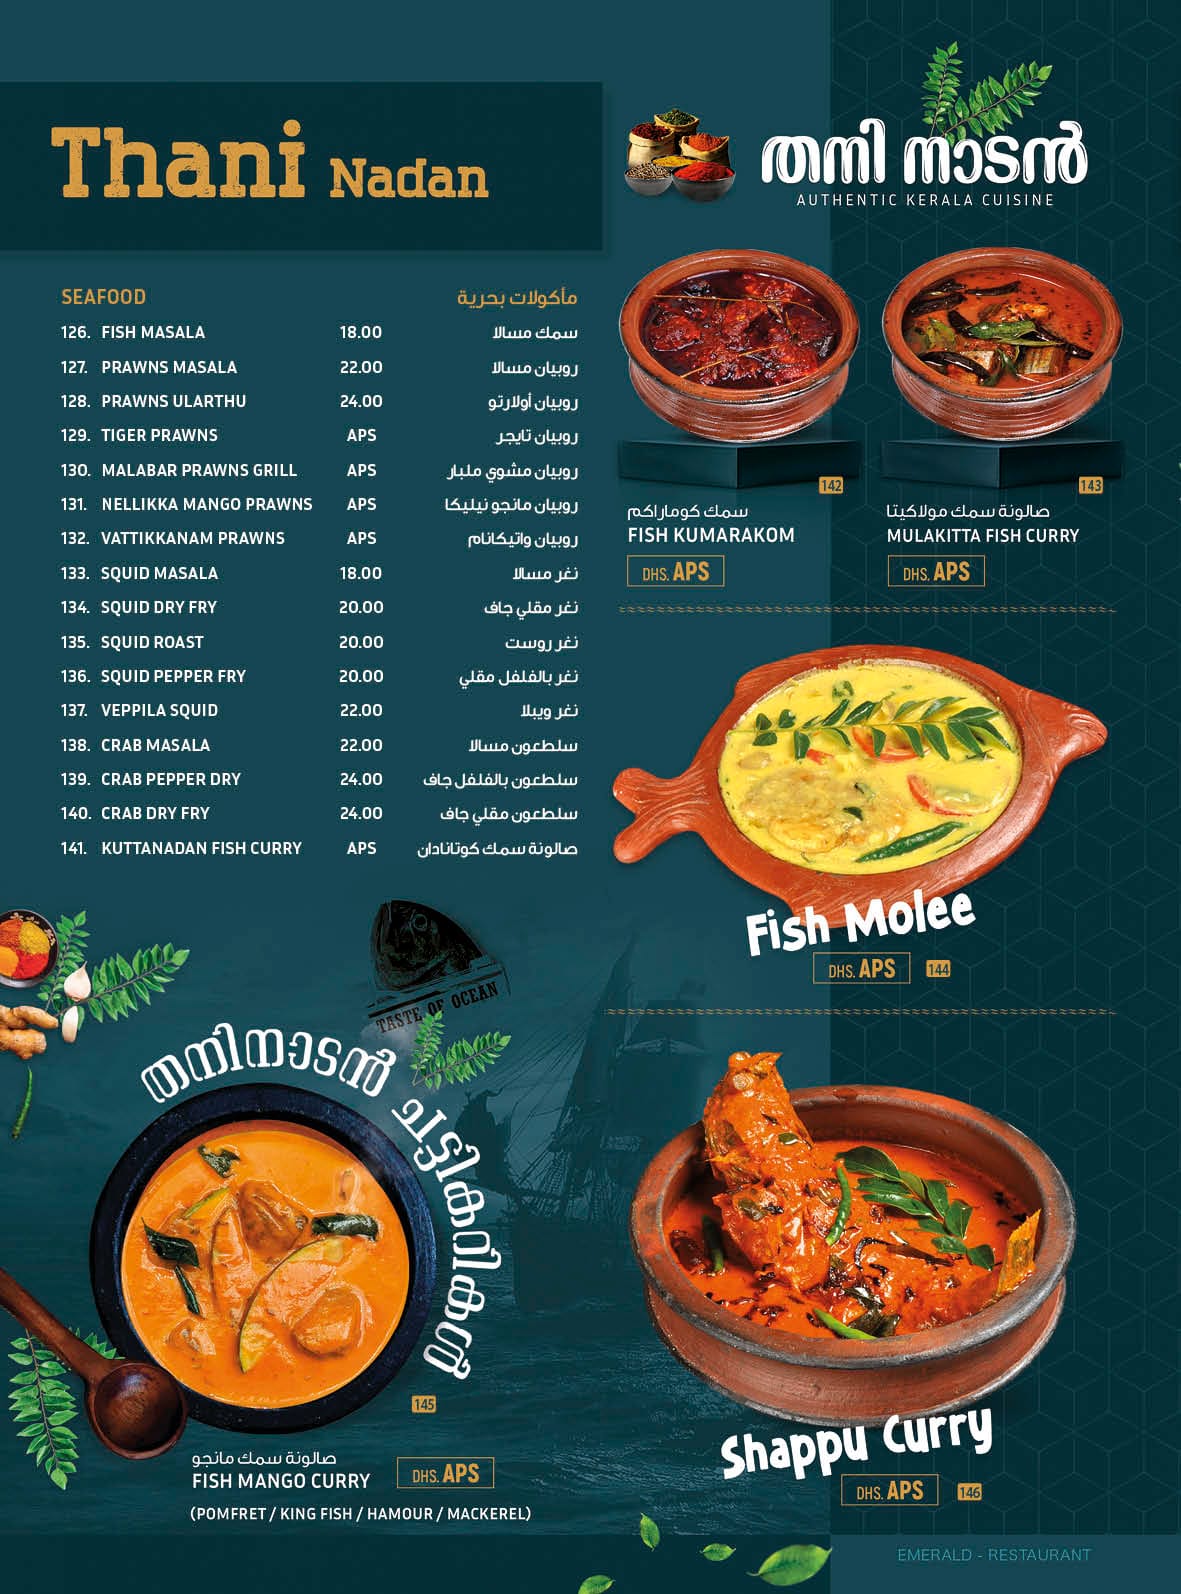 Thani Nadan
തനി നാടൻ
AUTHENTIC KERALA CUISINE
SEAFOOD مأكولات بحرية
126. FISH MASALA 18.00 سمك مسالا
127. PRAWNS MASALA 22.00 روبيان مسالا
128. PRAWNS ULARTHU 24.00 روبيان أولارتو
129. TIGER PRAWNS APS روبيان تايجر
130. MALABAR PRAWNS GRILL APS روبيان مشوي مليبار
131. NELLIKKA MANGO PRAWNS APS روبيان مانجو نيليكا
132. VATTIKKANAM PRAWNS APS روبيان واتيكانام
133. SQUID MASALA 18.00 نغر مسالا
134. SQUID DRY FRY 20.00 نغر مقلي جاف
135. SQUID ROAST 20.00 نغر روست
136. SQUID PEPPER FRY 20.00 نغر بالفلفل مقلي
137. VEPPILA SQUID 22.00 نغر ويبلا
138. CRAB MASALA 22.00 سلطعون مسالا
139. CRAB PEPPER DRY 24.00 سلطعون بالفلفل جاف
140. CRAB DRY FRY 24.00 سلطعون مقلي جاف
141. KUTTANADAN FISH CURRY APS صالونة سمك كوتانادان
142
سمك كوماراكم
FISH KUMARAKOM
DHS. APS
143
صالونة سمك مولاكيتا
MULAKITTA FISH CURRY
DHS. APS
Fish Molee
DHS. APS 144
TASTE OF OCEAN
തനിനാടൻ ചട്ടികറികൾ
145
صالونة سمك مانجو
FISH MANGO CURRY DHS. APS
(POMFRET / KING FISH / HAMOUR / MACKEREL)
Shappu Curry
DHS. APS 146
EMERALD - RESTAURANT